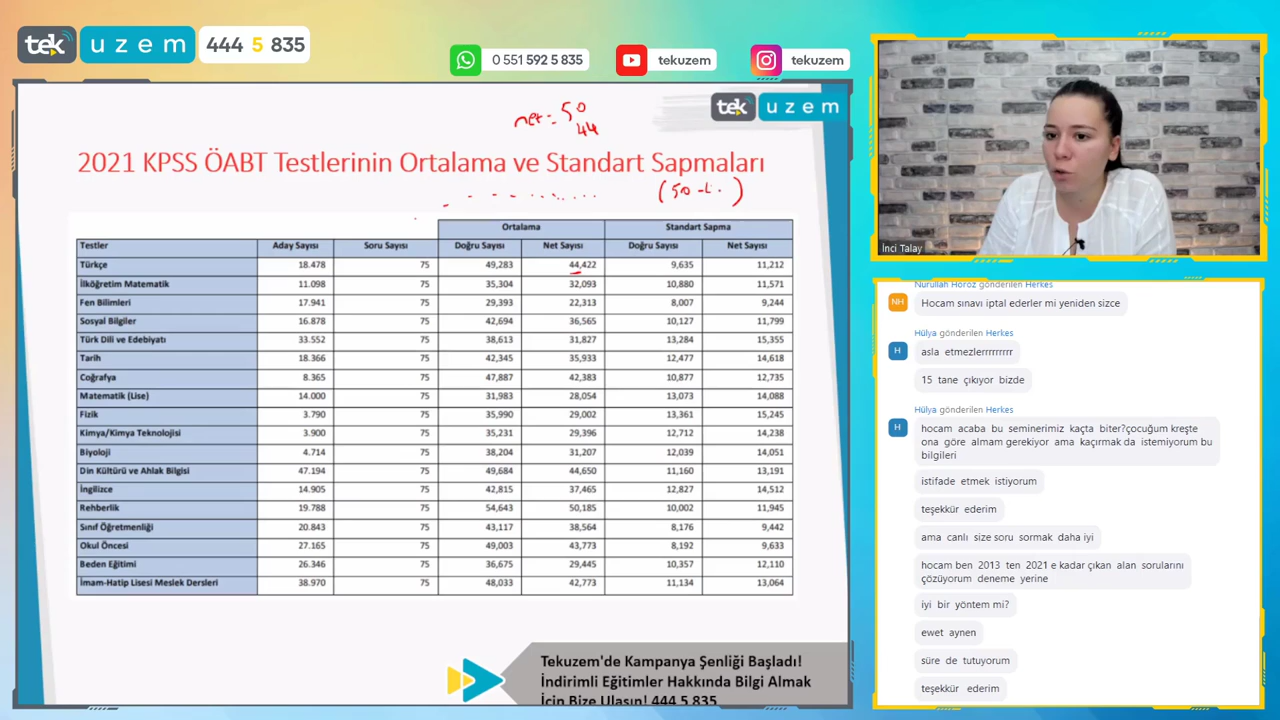 tek uzem 444 5 835
0 551 592 5 835
tekuzem
tekuzem
tek uzem
net = 50
44
2021 KPSS ÖABT Testlerinin Ortalama ve Standart Sapmaları
Ortalama Standart Sapma
Testler Aday Sayısı Soru Sayısı Doğru Sayısı Net Sayısı Doğru Sayısı Net Sayısı
Türkçe 18.478 75 49,283 44,422 9,635 11,212
İlköğretim Matematik 11.098 75 35,304 32,093 10,880 11,571
Fen Bilimleri 17.941 75 29,393 22,313 8,007 9,244
Sosyal Bilgiler 16.878 75 42,694 36,565 10,127 11,799
Türk Dili ve Edebiyatı 33.552 75 38,613 31,827 13,284 15,355
Tarih 18.366 75 42,345 35,933 12,477 14,618
Coğrafya 8.365 75 47,887 42,383 10,877 12,735
Matematik (Lise) 14.000 75 31,983 28,054 13,073 14,088
Fizik 3.790 75 35,990 29,002 13,361 15,245
Kimya/Kimya Teknolojisi 3.900 75 35,231 29,396 12,712 14,238
Biyoloji 4.714 75 38,204 31,207 12,039 14,051
Din Kültürü ve Ahlak Bilgisi 47.194 75 49,684 44,650 11,160 13,191
İngilizce 14.905 75 42,815 37,465 12,827 14,512
Rehberlik 19.788 75 54,643 50,185 10,002 11,945
Sınıf Öğretmenliği 20.843 75 43,117 38,564 8,176 9,442
Okul Öncesi 27.165 75 49,003 43,773 8,192 9,633
Beden Eğitimi 26.346 75 36,675 29,445 10,357 12,110
İmam-Hatip Lisesi Meslek Dersleri 38.970 75 48,033 42,773 11,134 13,064
Tekuzem'de Kampanya Şenliği Başladı!
İndirimli Eğitimler Hakkında Bilgi Almak
İçin Bize Ulaşın! 444 5 835
İnci Talay
Nurullah Horoz gönderilen Herkes
NH
Hocam sınavı iptal ederler mi yeniden sizce
Hülya gönderilen Herkes
H
asla etmezlerrrrrrrrr
15 tane çıkıyor bizde
Hülya gönderilen Herkes
H
hocam acaba bu seminerimiz kaçta biter?çocuğum kreşte
ona göre almam gerekiyor ama kaçırmak da istemiyorum bu
bilgileri
istifade etmek istiyorum
teşekkür ederim
ama canlı size soru sormak daha iyi
hocam ben 2013 ten 2021 e kadar çıkan alan sorularını
çözüyorum deneme yerine
iyi bir yöntem mi?
ewet aynen
süre de tutuyorum
teşekkür ederim